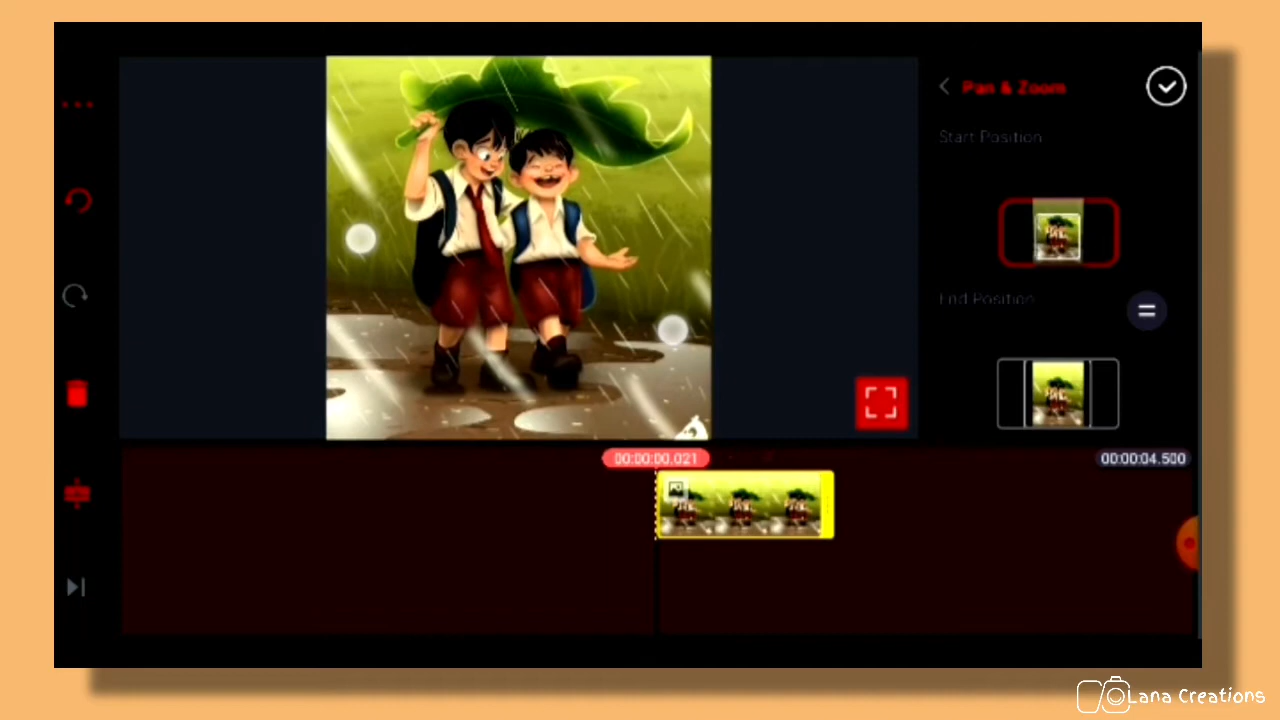 Pan & Zoom
Start Position
End Position
00:00:00.021
00:00:04.500
Lana Creations